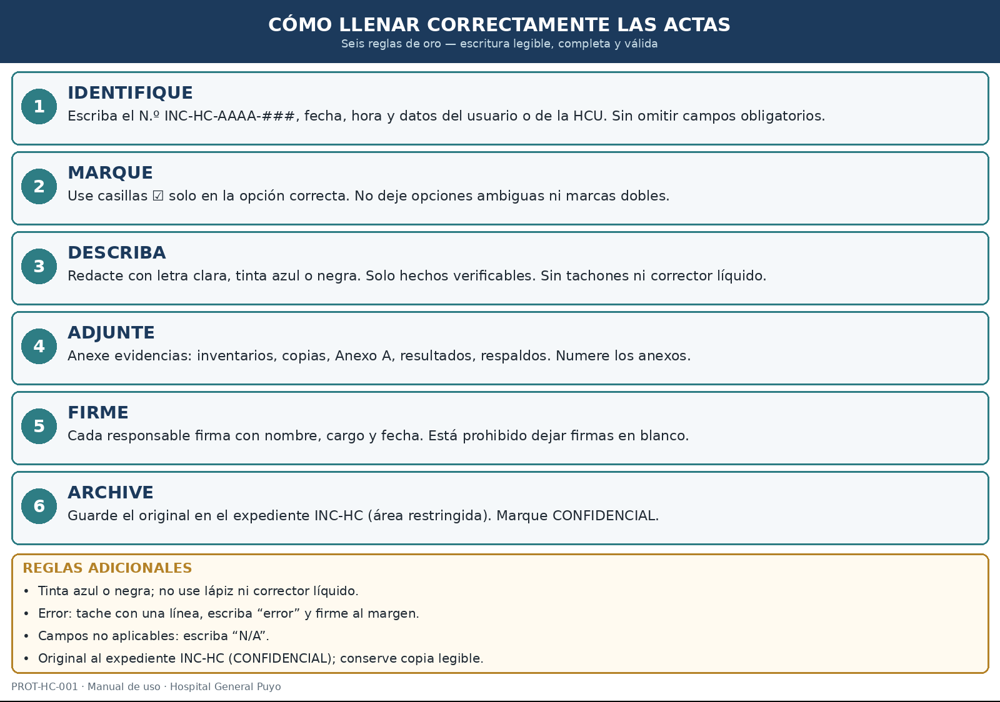 CÓMO LLENAR CORRECTAMENTE LAS ACTAS
Seis reglas de oro — escritura legible, completa y válida
1
IDENTIFIQUE
Escriba el N.º INC-HC-AAAA-###, fecha, hora y datos del usuario o de la HCU. Sin omitir campos obligatorios.
2
MARQUE
Use casillas ☑ solo en la opción correcta. No deje opciones ambiguas ni marcas dobles.
3
DESCRIBA
Redacte con letra clara, tinta azul o negra. Solo hechos verificables. Sin tachones ni corrector líquido.
4
ADJUNTE
Anexe evidencias: inventarios, copias, Anexo A, resultados, respaldos. Numere los anexos.
5
FIRME
Cada responsable firma con nombre, cargo y fecha. Está prohibido dejar firmas en blanco.
6
ARCHIVE
Guarde el original en el expediente INC-HC (área restringida). Marque CONFIDENCIAL.
REGLAS ADICIONALES
• Tinta azul o negra; no use lápiz ni corrector líquido.
• Error: tache con una línea, escriba “error” y firme al margen.
• Campos no aplicables: escriba “N/A”.
• Original al expediente INC-HC (CONFIDENCIAL); conserve copia legible.
PROT-HC-001 · Manual de uso · Hospital General Puyo